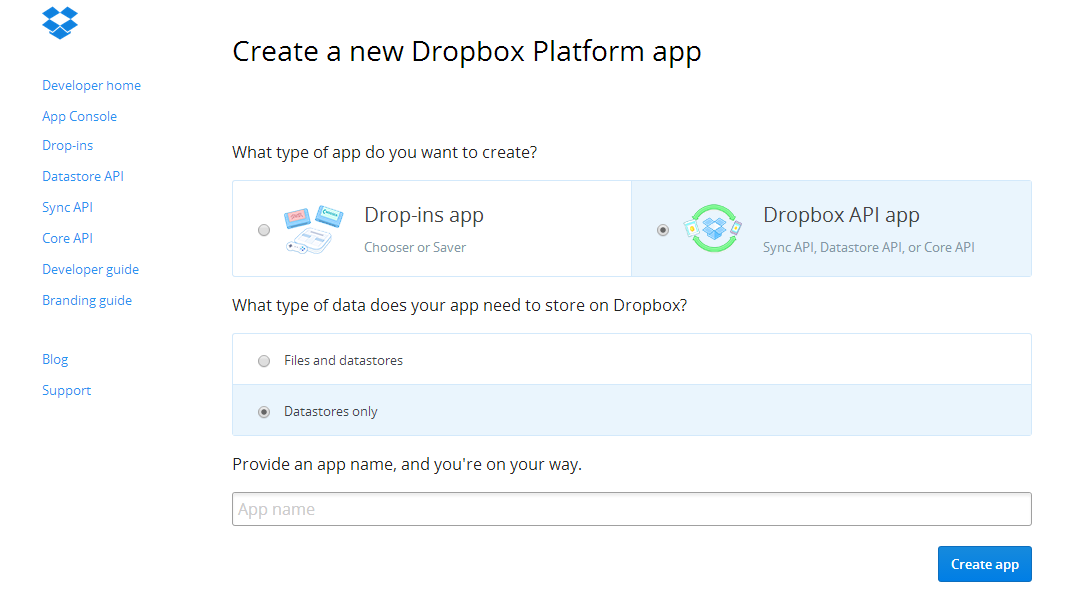 Create a new Dropbox Platform app
Developer home
App Console
Drop-ins
Datastore API
Sync API
Core API
Developer guide
Branding guide
Blog
Support
What type of app do you want to create?
Drop-ins app
Chooser or Saver
Dropbox API app
Sync API, Datastore API, or Core API
What type of data does your app need to store on Dropbox?
Files and datastores
Datastores only
Provide an app name, and you're on your way.
App name
Create app